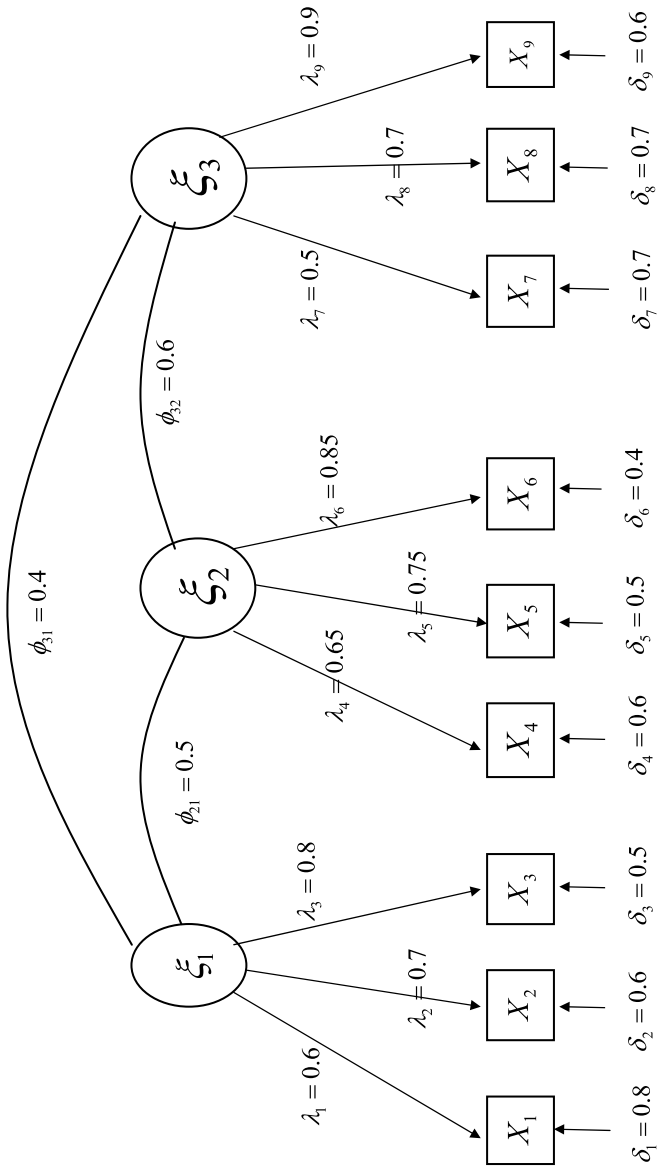 ϕ₃₁ = 0.4
ϕ₂₁ = 0.5
ϕ₃₂ = 0.6
ξ₁
ξ₂
ξ₃
λ₁ = 0.6
λ₂ = 0.7
λ₃ = 0.8
λ₄ = 0.65
λ₅ = 0.75
λ₆ = 0.85
λ₇ = 0.5
λ₈ = 0.7
λ₉ = 0.9
X₁
X₂
X₃
X₄
X₅
X₆
X₇
X₈
X₉
δ₁ = 0.8
δ₂ = 0.6
δ₃ = 0.5
δ₄ = 0.6
δ₅ = 0.5
δ₆ = 0.4
δ₇ = 0.7
δ₈ = 0.7
δ₉ = 0.6